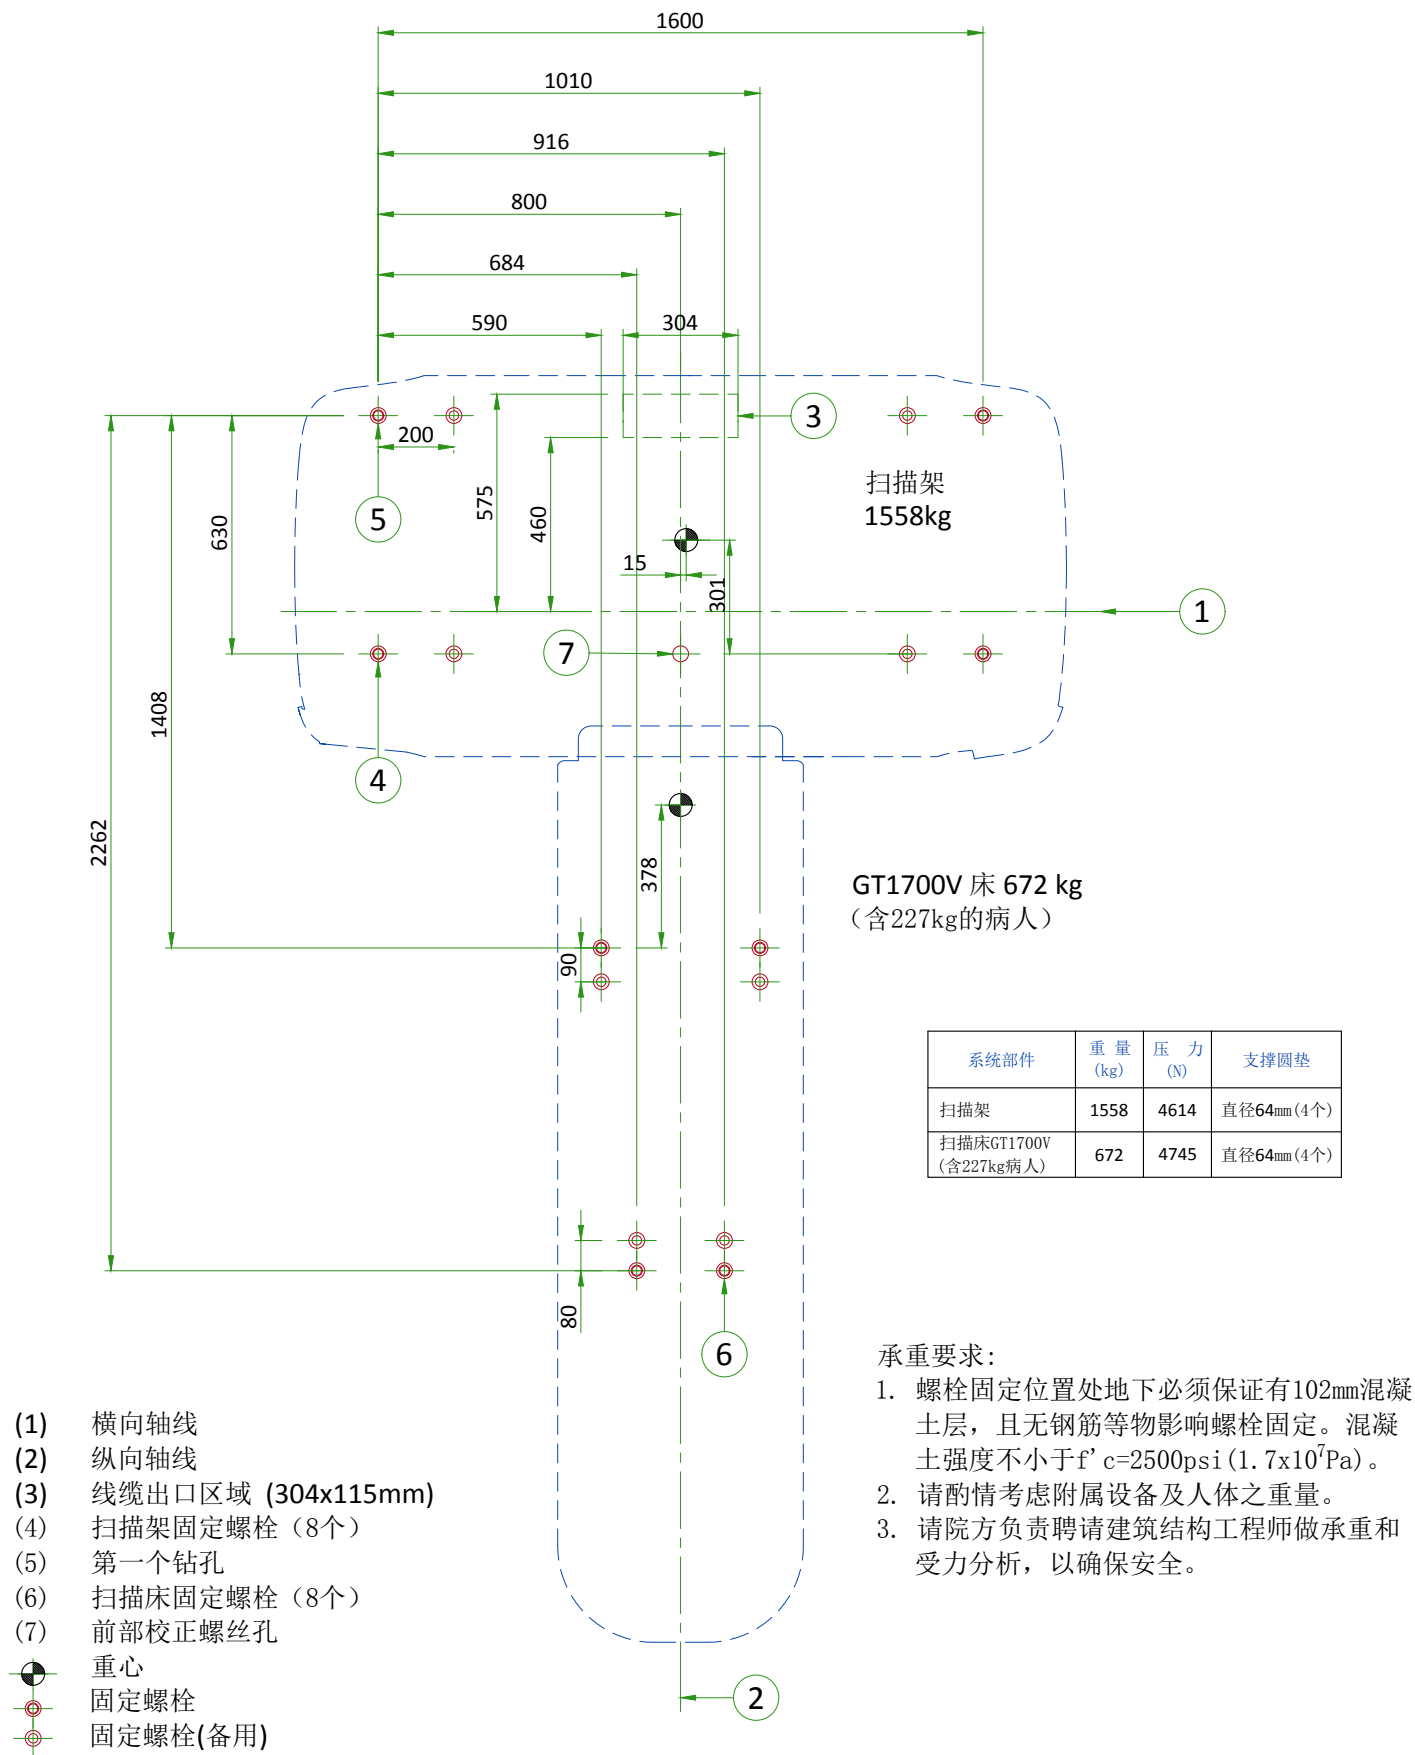 1600
1010
916
800
684
590
304
3
200
5
575
460
630
扫描架
1558kg
15
301
1
7
1408
4
2262
378
GT1700V 床 672 kg
（含227kg的病人）
90
系统部件 重 量 (kg) 压 力 (N) 支撑圆垫
扫描架 1558 4614 直径64mm(4个)
扫描床GT1700V
(含227kg病人) 672 4745 直径64mm(4个)
80
6
承重要求:
1. 螺栓固定位置处地下必须保证有102mm混凝
土层，且无钢筋等物影响螺栓固定。混凝
土强度不小于f'c=2500psi(1.7x10⁷Pa)。
2. 请酌情考虑附属设备及人体之重量。
3. 请院方负责聘请建筑结构工程师做承重和
受力分析，以确保安全。
(1) 横向轴线
(2) 纵向轴线
(3) 线缆出口区域 (304x115mm)
(4) 扫描架固定螺栓（8个）
(5) 第一个钻孔
(6) 扫描床固定螺栓（8个）
(7) 前部校正螺丝孔
重心
固定螺栓
固定螺栓(备用)
2